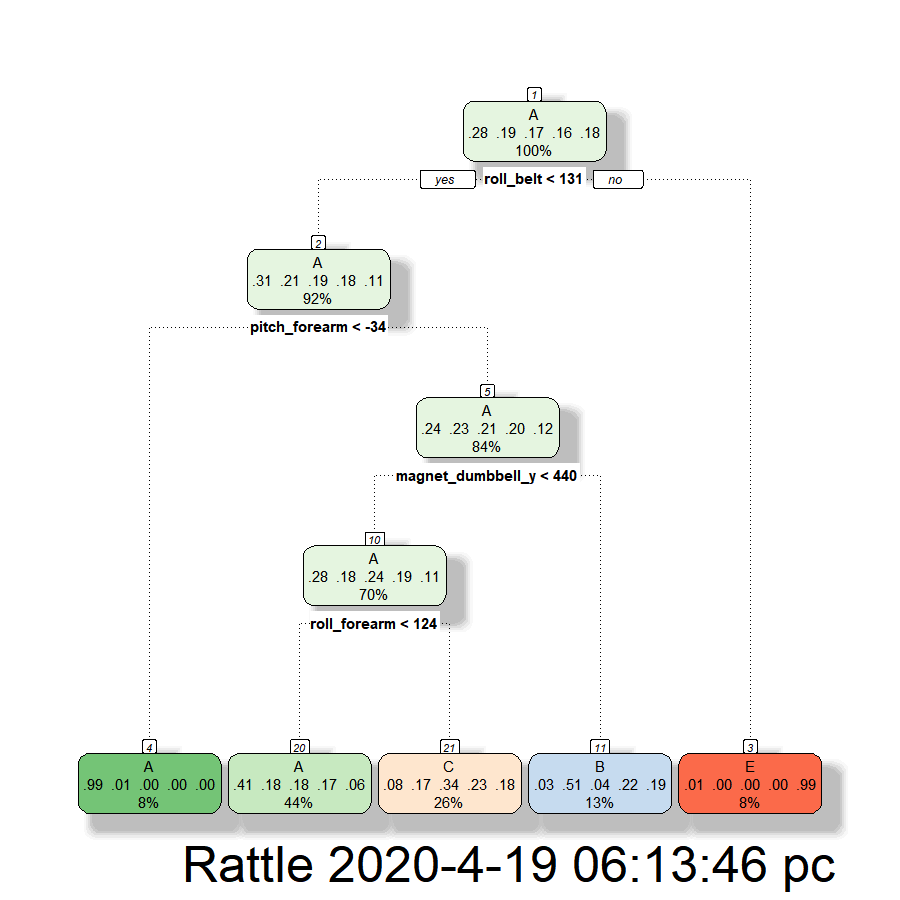 1
A
.28 .19 .17 .16 .18
100%
yes roll_belt < 131 no
2
A
.31 .21 .19 .18 .11
92%
pitch_forearm < -34
5
A
.24 .23 .21 .20 .12
84%
magnet_dumbbell_y < 440
10
A
.28 .18 .24 .19 .11
70%
roll_forearm < 124
4
A
.99 .01 .00 .00 .00
8%
20
A
.41 .18 .18 .17 .06
44%
21
C
.08 .17 .34 .23 .18
26%
11
B
.03 .51 .04 .22 .19
13%
3
E
.01 .00 .00 .00 .99
8%
Rattle 2020-4-19 06:13:46 pc